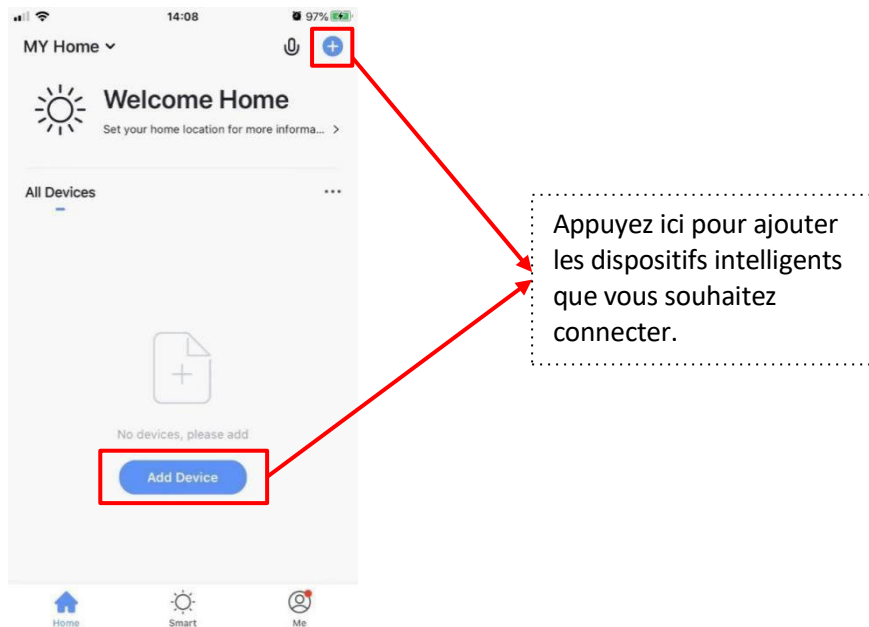 14:08
97%
MY Home
Welcome Home
Set your home location for more informa... >
All Devices
...
Appuyez ici pour ajouter
les dispositifs intelligents
que vous souhaitez
connecter.
No devices, please add
Add Device
Home
Smart
Me